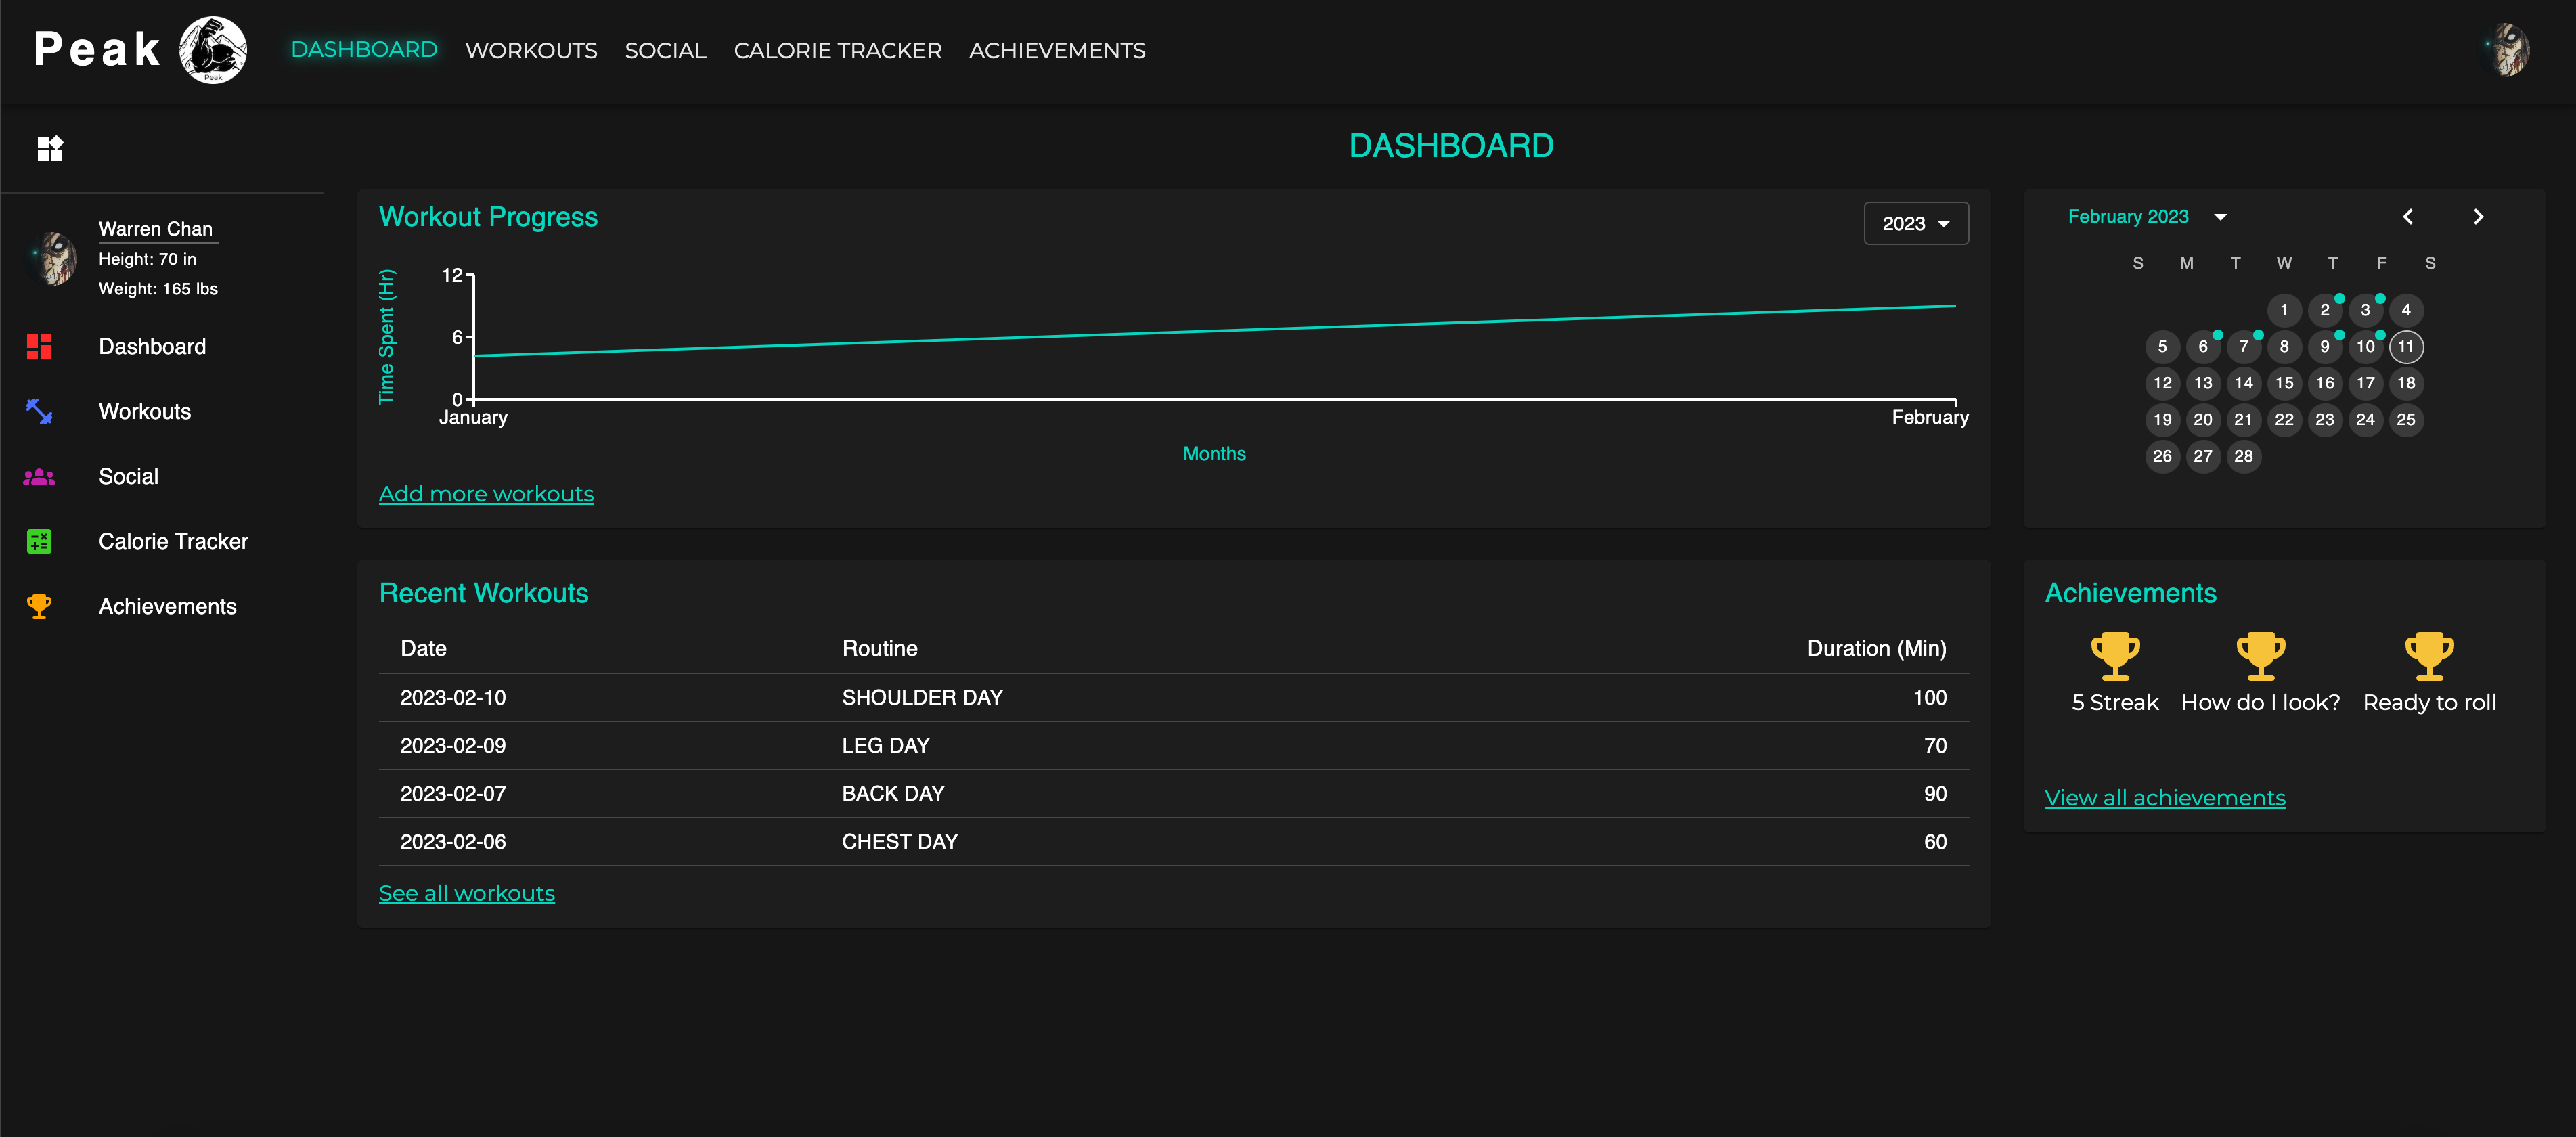 Peak
Peak
DASHBOARD WORKOUTS SOCIAL CALORIE TRACKER ACHIEVEMENTS
DASHBOARD
Warren Chan
Height: 70 in
Weight: 165 lbs
Dashboard
Workouts
Social
Calorie Tracker
Achievements
Workout Progress
2023
Time Spent (Hr)
12
6
0
January
February
Months
Add more workouts
February 2023
S M T W T F S
1 2 3 4
5 6 7 8 9 10 11
12 13 14 15 16 17 18
19 20 21 22 23 24 25
26 27 28
Recent Workouts
Date Routine Duration (Min)
2023-02-10 SHOULDER DAY 100
2023-02-09 LEG DAY 70
2023-02-07 BACK DAY 90
2023-02-06 CHEST DAY 60
See all workouts
Achievements
5 Streak How do I look? Ready to roll
View all achievements